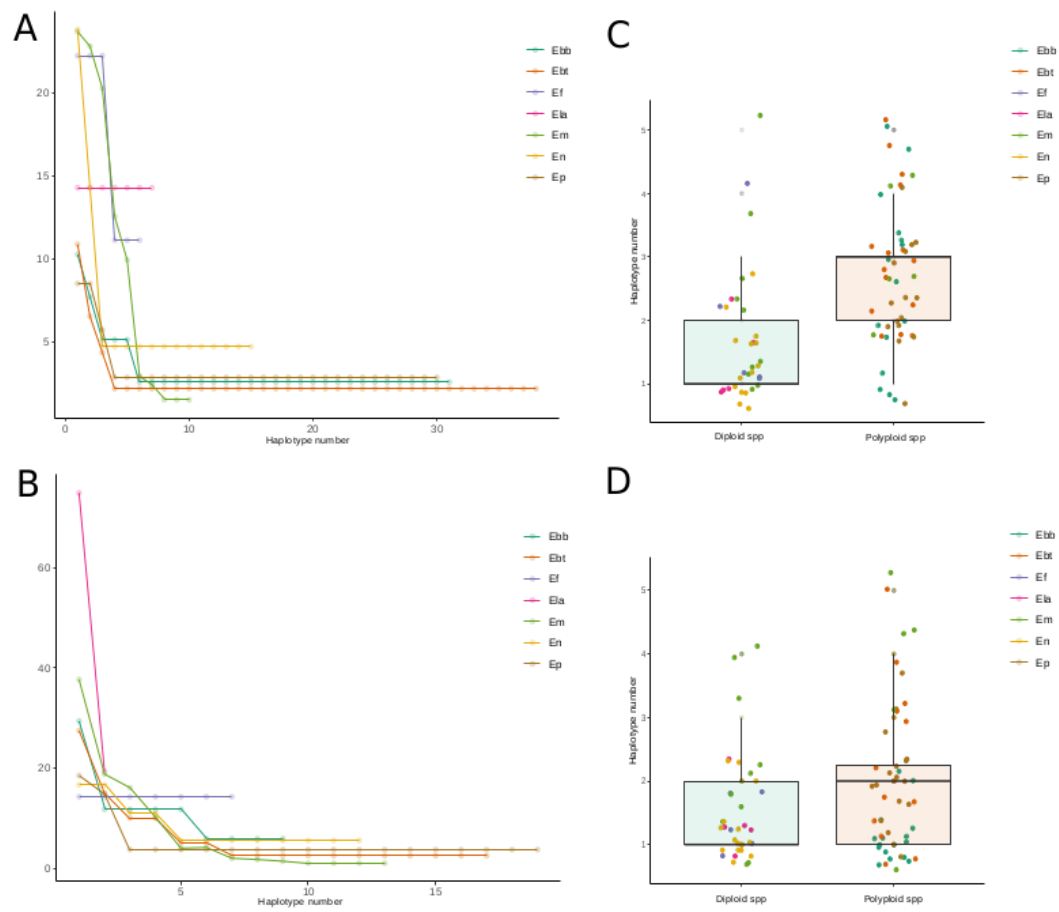 A
20
15
10
5
0
10
20
30
Haplotype number
Ebb
Ebt
Ef
Ela
Em
En
Ep
C
Haplotype number
5
4
3
2
1
Diploid spp
Polyploid spp
Ebb
Ebt
Ef
Ela
Em
En
Ep
B
60
40
20
0
5
10
15
Haplotype number
Ebb
Ebt
Ef
Ela
Em
En
Ep
D
Haplotype number
5
4
3
2
1
Diploid spp
Polyploid spp
Ebb
Ebt
Ef
Ela
Em
En
Ep